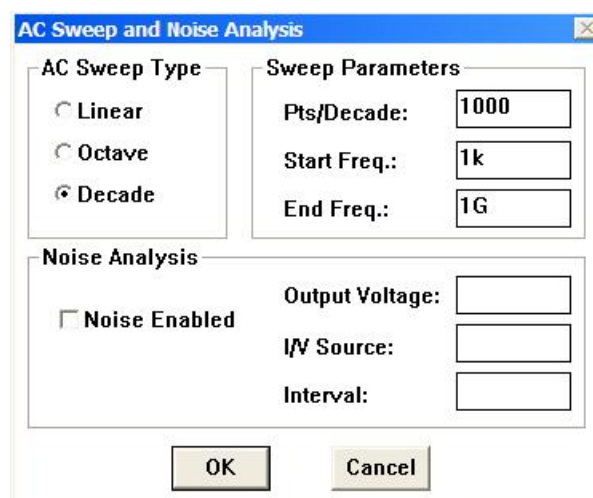 AC Sweep and Noise Analysis
AC Sweep Type
Linear
Octave
Decade
Sweep Parameters
Pts/Decade: 1000
Start Freq.: 1k
End Freq.: 1G
Noise Analysis
Noise Enabled
Output Voltage:
I/V Source:
Interval:
OK Cancel